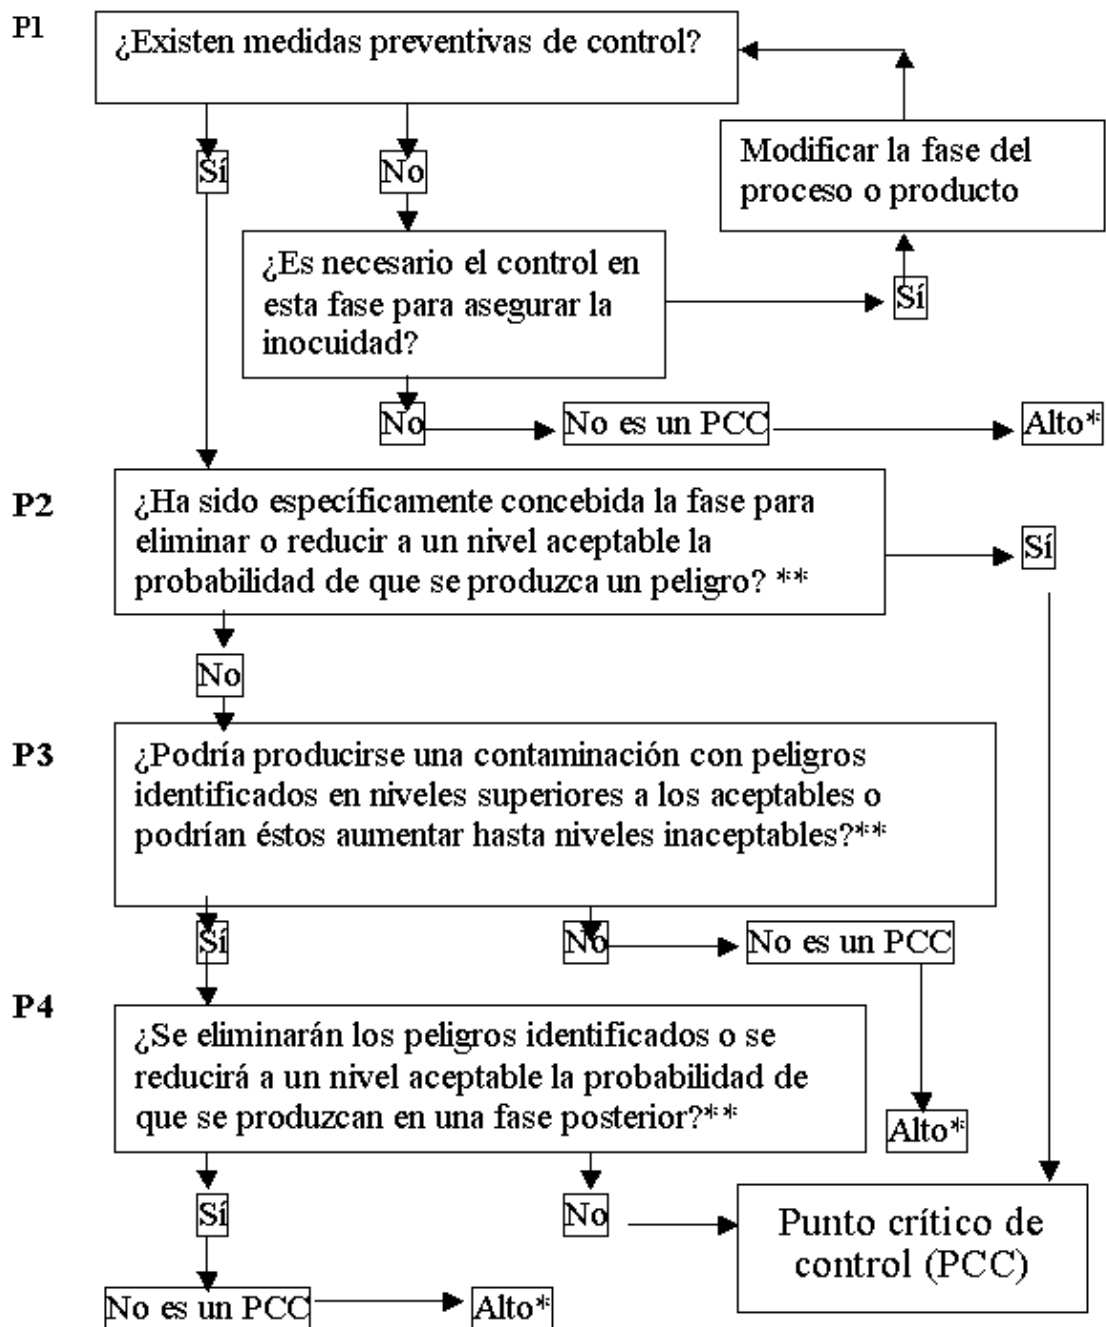 P1
¿Existen medidas preventivas de control?
Sí
No
Modificar la fase del
proceso o producto
¿Es necesario el control en
esta fase para asegurar la
inocuidad?
Sí
No
No es un PCC
Alto*
P2
¿Ha sido específicamente concebida la fase para
eliminar o reducir a un nivel aceptable la
probabilidad de que se produzca un peligro? **
Sí
No
P3
¿Podría producirse una contaminación con peligros
identificados en niveles superiores a los aceptables o
podrían éstos aumentar hasta niveles inaceptables?**
Sí
No
No es un PCC
Alto*
P4
¿Se eliminarán los peligros identificados o se
reducirá a un nivel aceptable la probabilidad de
que se produzcan en una fase posterior?**
Sí
No
Punto crítico de
control (PCC)
No es un PCC
Alto*